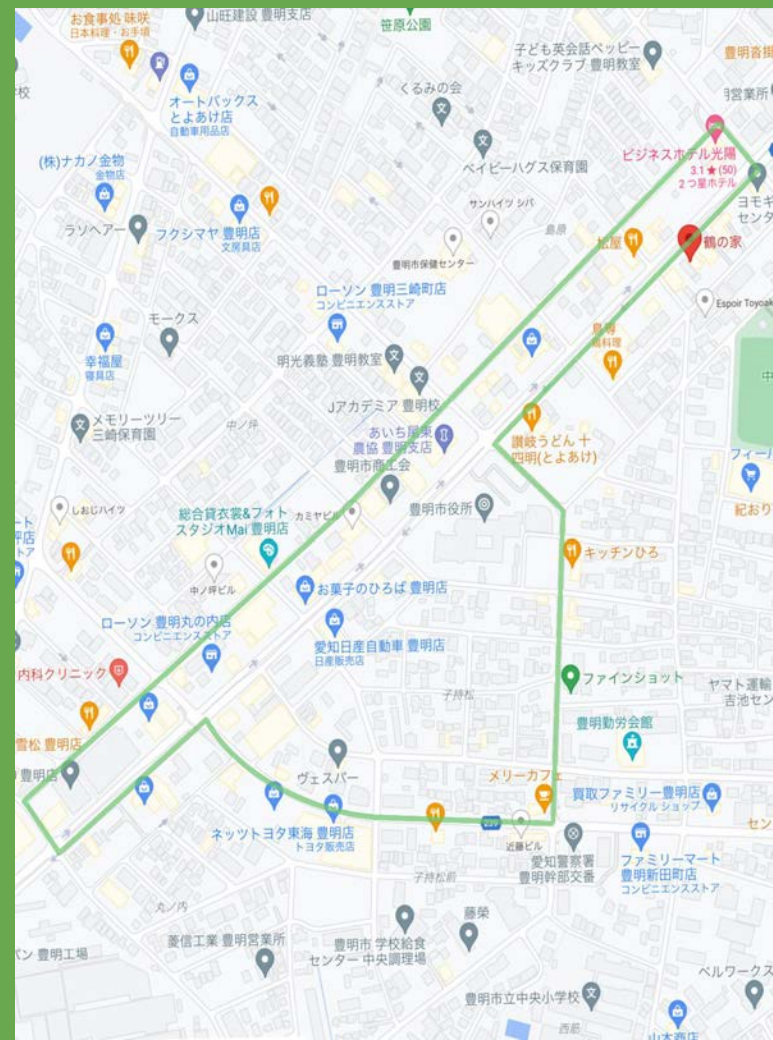 お食事処 味咲
日本料理・お手頃
山旺建設 豊明支店
笹原公園
子ども英会話ペッピー
キッズクラブ 豊明教室
豊明沓掛
営業所
校
オートバックス
とよあけ店
自動車用品店
くるみの会
ビジネスホテル光陽
3.1★(50)
2つ星ホテル
ベイビーハグス保育園
(株)ナカノ金物
金物店
ヨモギ
センタ
サンハイツ シバ
ラソヘアー
フクシマヤ 豊明店
文房具店
島原
松屋
鶴の家
豊明市保健センター
ローソン 豊明三崎町店
コンビニエンスストア
Espoir Toyoak
モークス
明光義塾 豊明教室
幸福屋
寝具店
中
Jアカデミア 豊明校
メモリーツリー
三崎保育園
中ノ坪
あいち尾東
農協 豊明支店
讃岐うどん 十
四明(とよあけ)
フィール
豊明市商工会
しおじハイツ
総合貸衣裳&フォト
スタジオMai 豊明店
カミヤビル
豊明市役所
紀おり
キッチンひろ
中ノ坪ビル
お菓子のひろば 豊明店
ローソン 豊明丸の内店
コンビニエンスストア
愛知日産自動車 豊明店
日産販売店
内科クリニック
ファインショット
ヤマト運輸
吉池セン
子持松
雪松 豊明店
豊明勤労会館
豊明店
ヴェスパー
メリーカフェ
買取ファミリー豊明店
リサイクル ショップ
ネッツトヨタ東海 豊明店
トヨタ販売店
近藤ビル
セン
愛知警察署
豊明幹部交番
ファミリーマート
豊明新田町店
コンビニエンスストア
子持松前
丸ノ内
藤榮
菱信工業 豊明営業所
豊明市 学校給食
センター 中央調理場
パン 豊明工場
ベルワークス
豊明市立中央小学校
西筋
山本商店